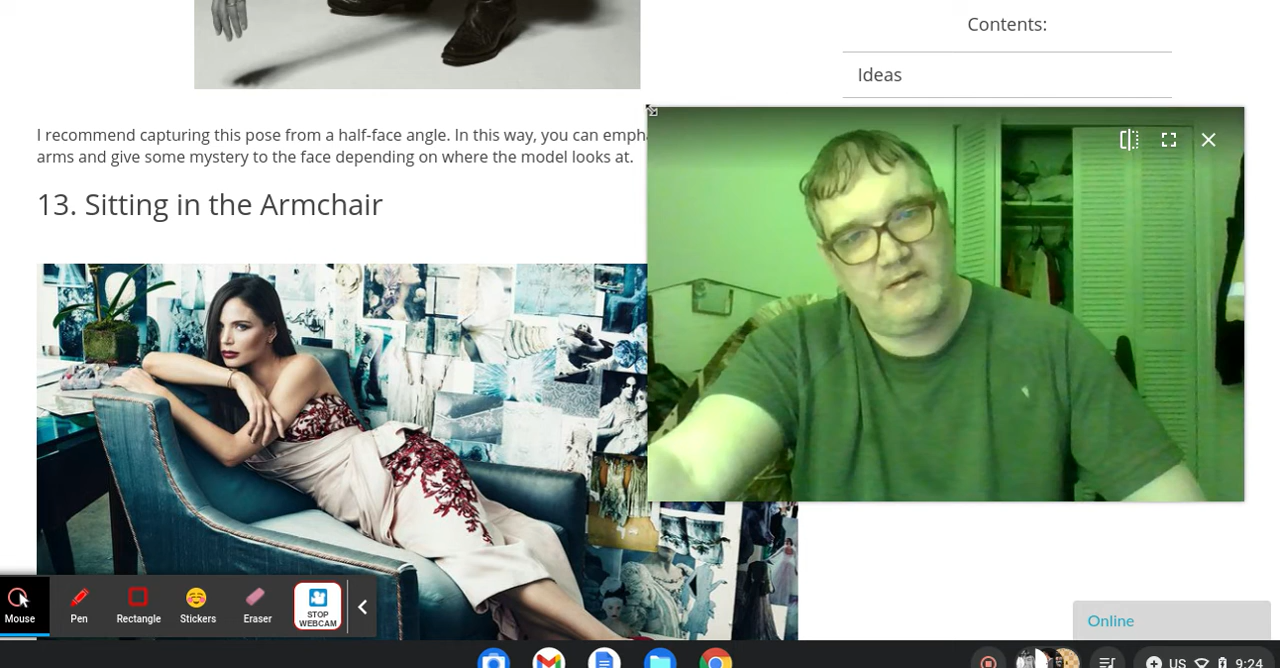 Contents:
Ideas
I recommend capturing this pose from a half-face angle. In this way, you can emph
arms and give some mystery to the face depending on where the model looks at.
13. Sitting in the Armchair
Mouse
Pen
Rectangle
Stickers
Eraser
STOP
WEBCAM
Online
US
9:24